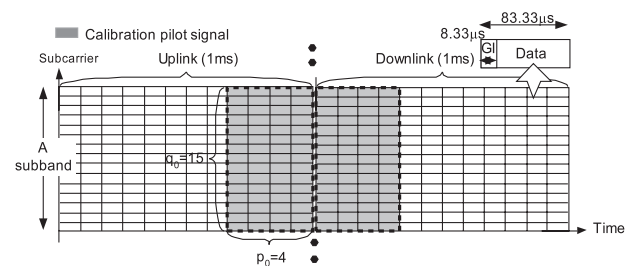 Calibration pilot signal
83.33μs
8.33μs
GI
Data
Subcarrier
Uplink (1ms)
Downlink (1ms)
A
subband
q0=15
Time
p0=4